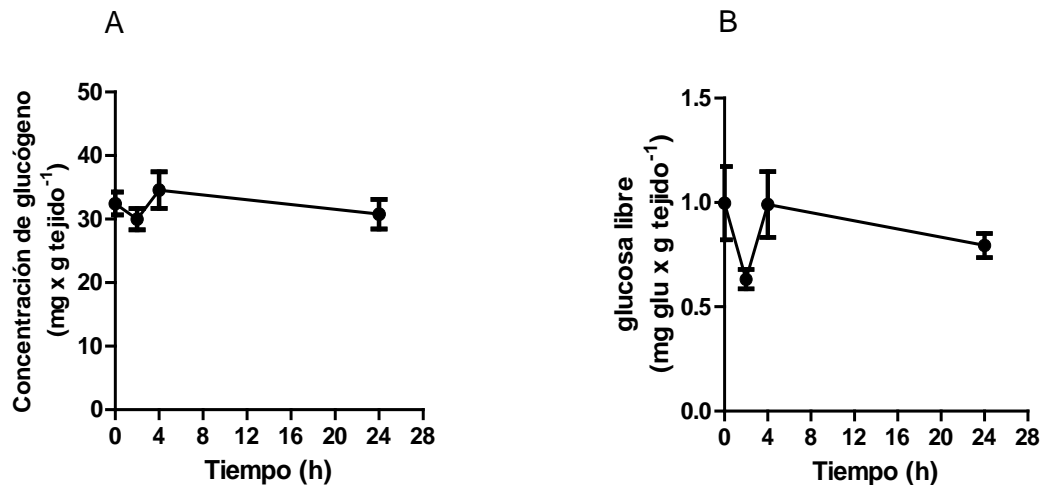 A
B
Concentración de glucógeno
(mg x g tejido-1)
50
40
30
20
10
0
0 4 8 12 16 20 24 28
Tiempo (h)
glucosa libre
(mg glu x g tejido-1)
1.5
1.0
0.5
0.0
0 4 8 12 16 20 24 28
Tiempo (h)